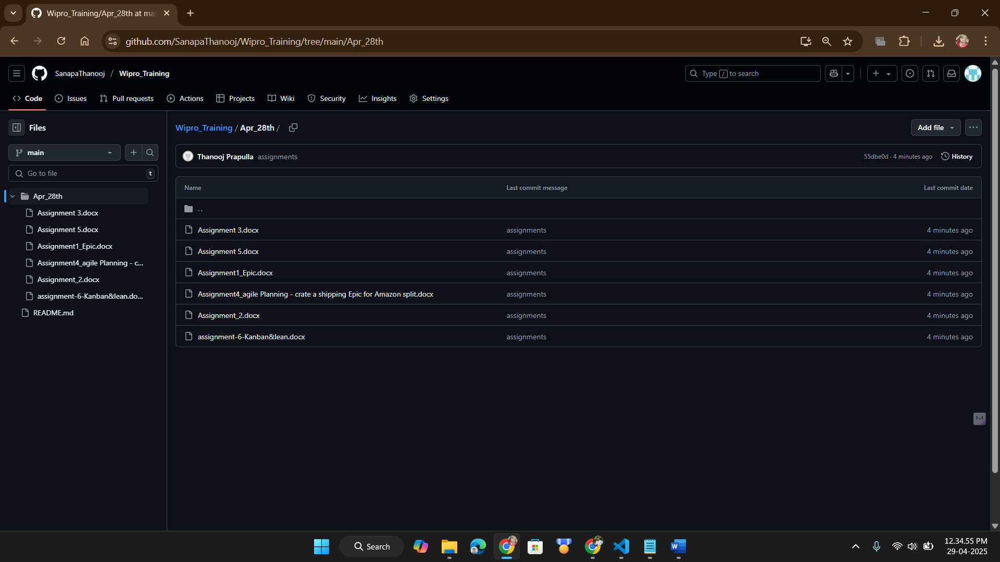 Wipro_Training/Apr_28th at ma
github.com/SanapaThanooj/Wipro_Training/tree/main/Apr_28th
SanapaThanooj / Wipro_Training
Type / to search
Code Issues Pull requests Actions Projects Wiki Security Insights Settings
Files
Wipro_Training / Apr_28th /
Add file
main
Thanooj Prapulla assignments
55dbe0d · 4 minutes ago History
Go to file t
Name Last commit message Last commit date
Apr_28th
..
Assignment 3.docx
Assignment 5.docx
Assignment1_Epic.docx
Assignment4_agile Planning - c...
Assignment_2.docx
assignment-6-Kanban&lean.do...
README.md
Assignment 3.docx assignments 4 minutes ago
Assignment 5.docx assignments 4 minutes ago
Assignment1_Epic.docx assignments 4 minutes ago
Assignment4_agile Planning - crate a shipping Epic for Amazon split.docx assignments 4 minutes ago
Assignment_2.docx assignments 4 minutes ago
assignment-6-Kanban&lean.docx assignments 4 minutes ago
Search
12.34.55 PM
29-04-2025